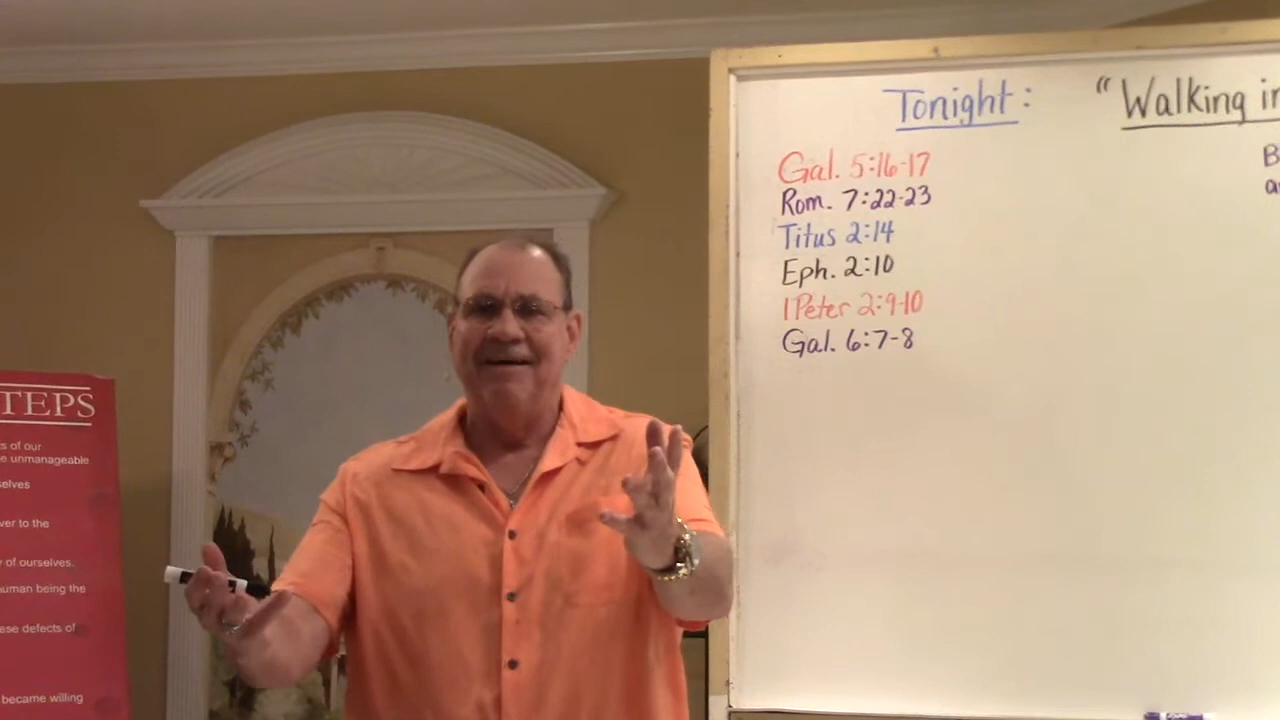 TEPS
of our
unmanageable
selves
ver to the
of ourselves.
human being the
ese defects of
became willing
Tonight: "Walking in
Gal. 5:16-17
Rom. 7:22-23
Titus 2:14
Eph. 2:10
1 Peter 2:9-10
Gal. 6:7-8